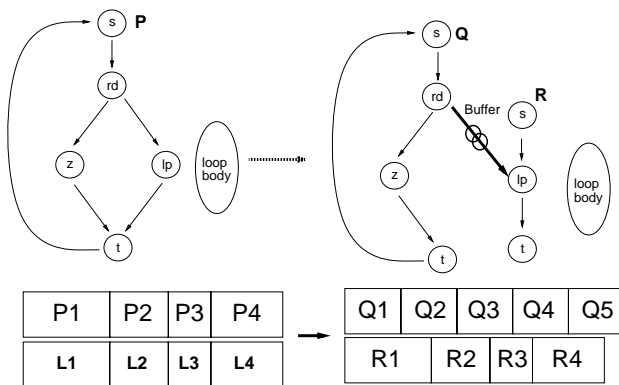 s P
s Q
rd
rd
Buffer
R
s
z
lp
loop
body
z
lp
loop
body
t
t
t
P1 P2 P3 P4
Q1 Q2 Q3 Q4 Q5
L1 L2 L3 L4
R1 R2 R3 R4